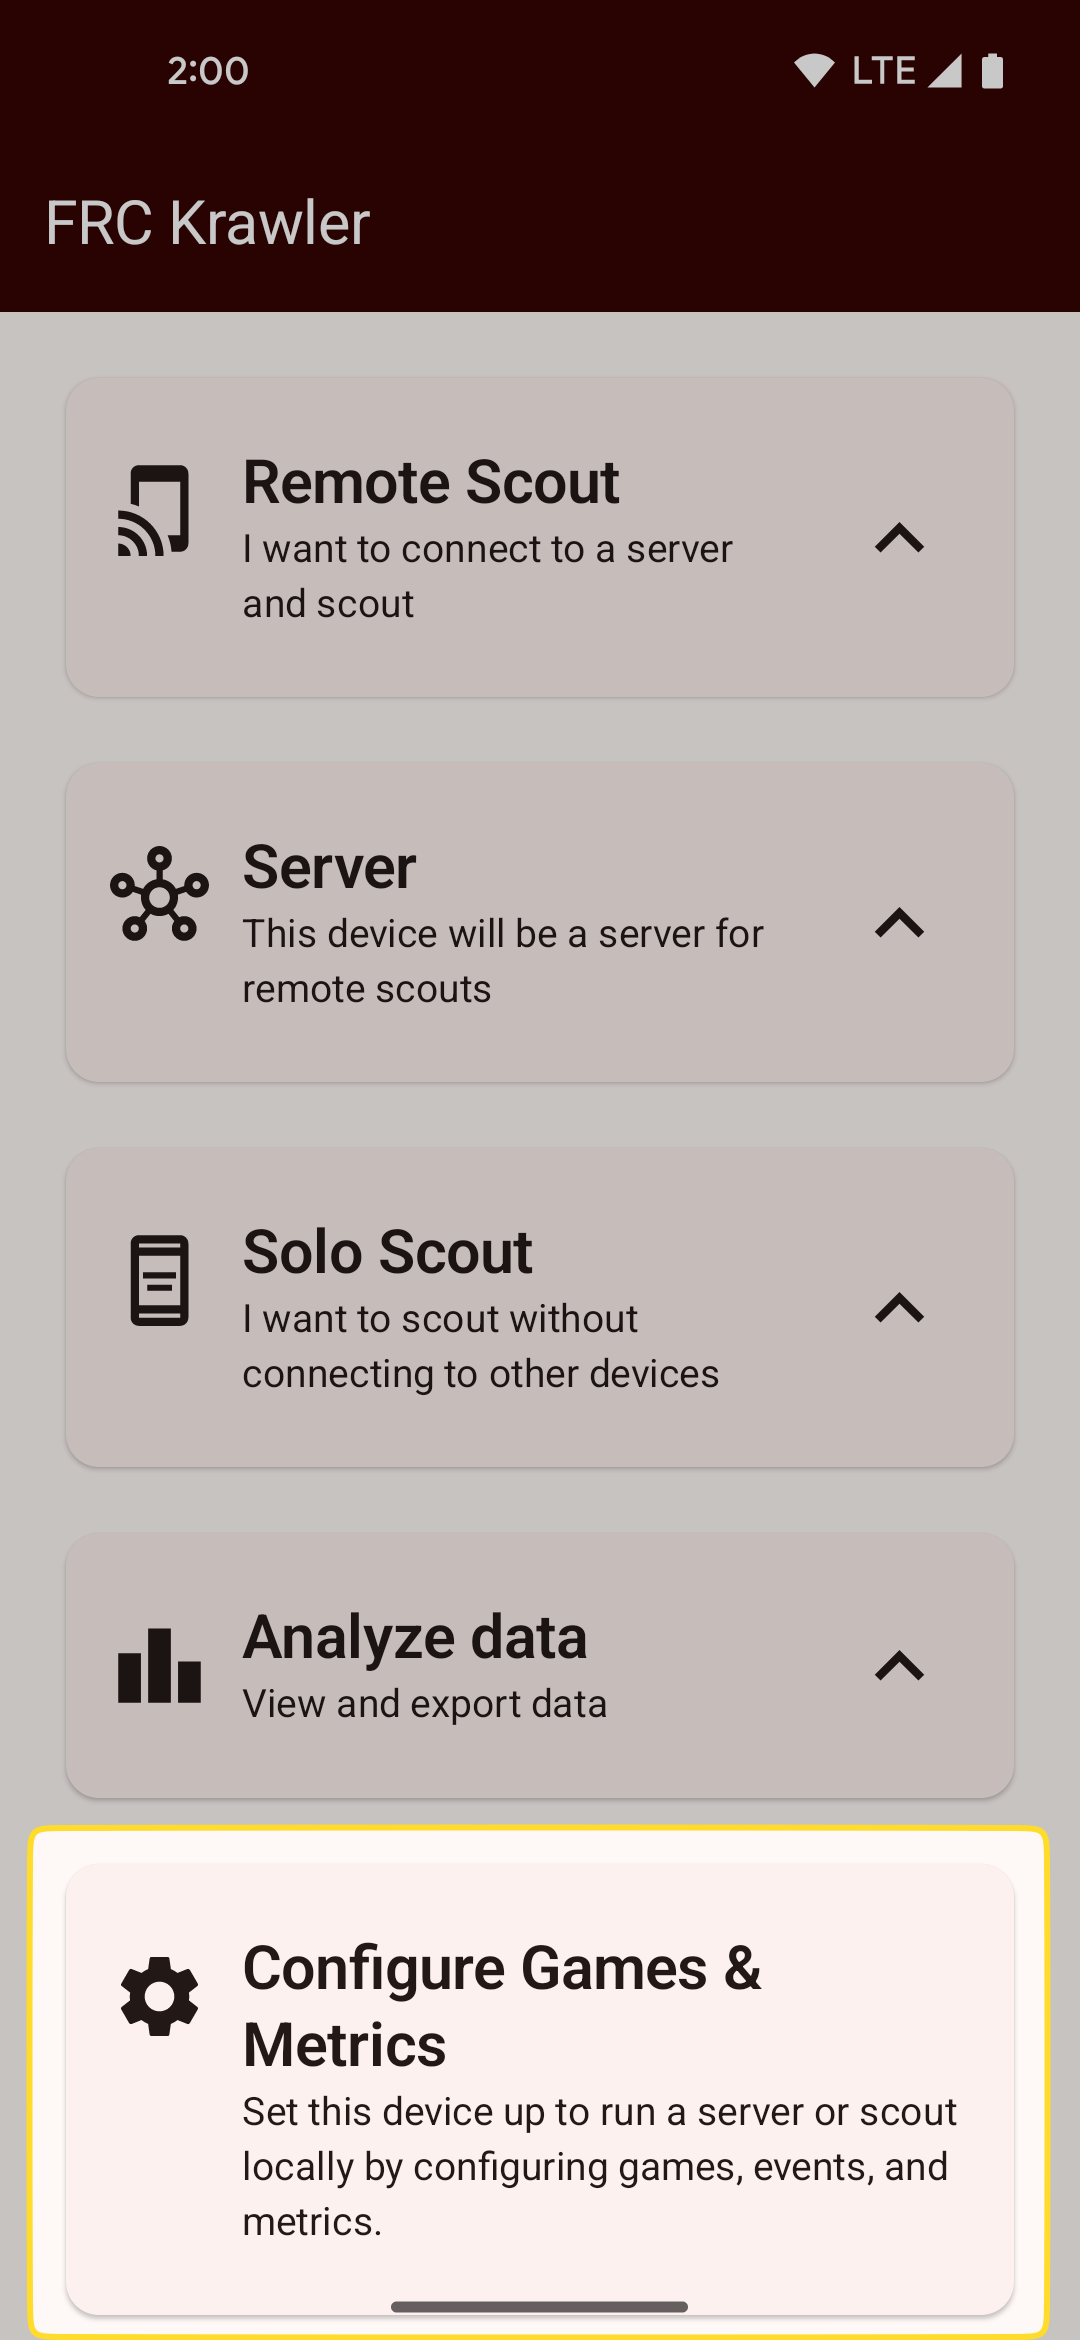 2:00
LTE
FRC Krawler
Remote Scout
I want to connect to a server
and scout
Server
This device will be a server for
remote scouts
Solo Scout
I want to scout without
connecting to other devices
Analyze data
View and export data
Configure Games &
Metrics
Set this device up to run a server or scout
locally by configuring games, events, and
metrics.